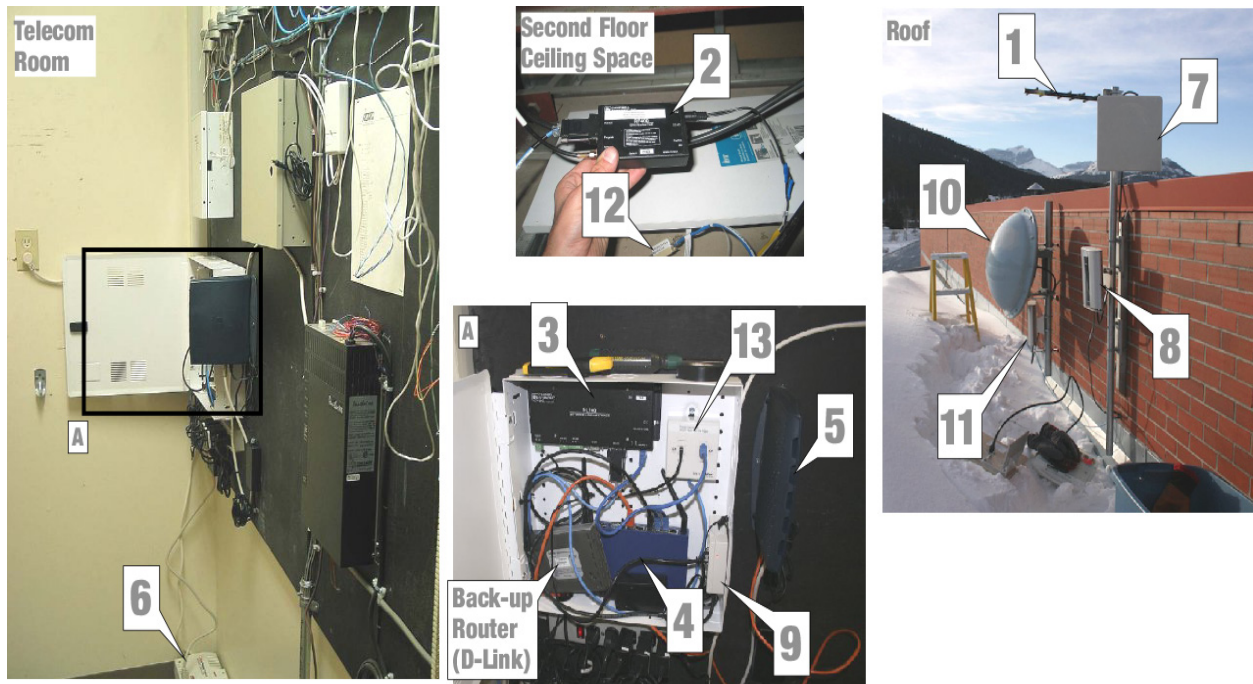 Telecom
Room
A
6
Second Floor
Ceiling Space
2
12
A
3
13
5
Back-up
Router
(D-Link)
4
9
Roof
1
7
10
8
11